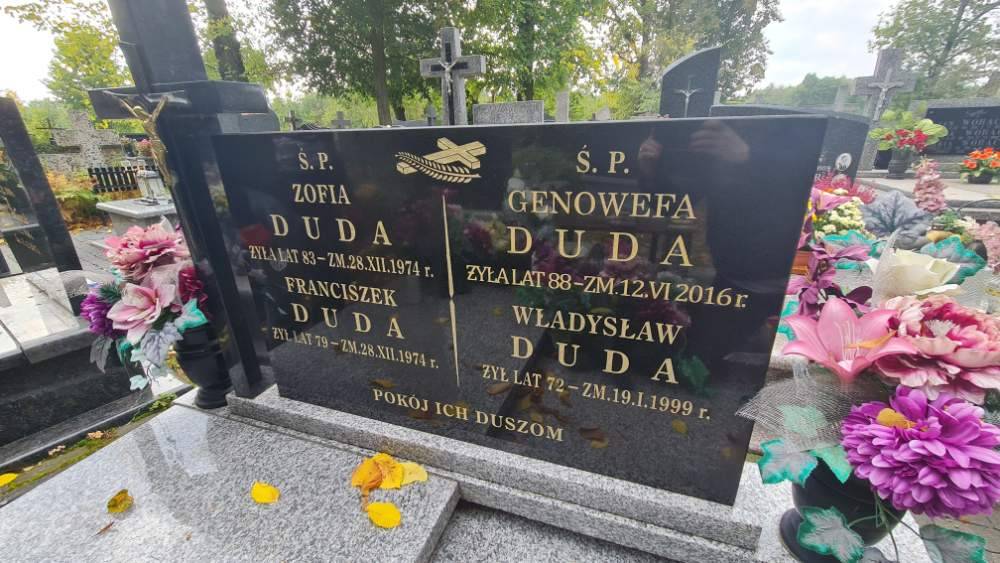 Ś. P.
ZOFIA
DUDA
ŻYŁA LAT 83 – ZM. 28.XII.1974 r.
FRANCISZEK
DUDA
ŻYŁ LAT 79 – ZM. 28.XII.1974 r.
Ś. P.
GENOWEFA
DUDA
ŻYŁA LAT 88 – ZM. 12.VI 2016 r.
WŁADYSŁAW
DUDA
ŻYŁ LAT 72 – ZM. 19.I.1999 r.
POKÓJ ICH DUSZOM